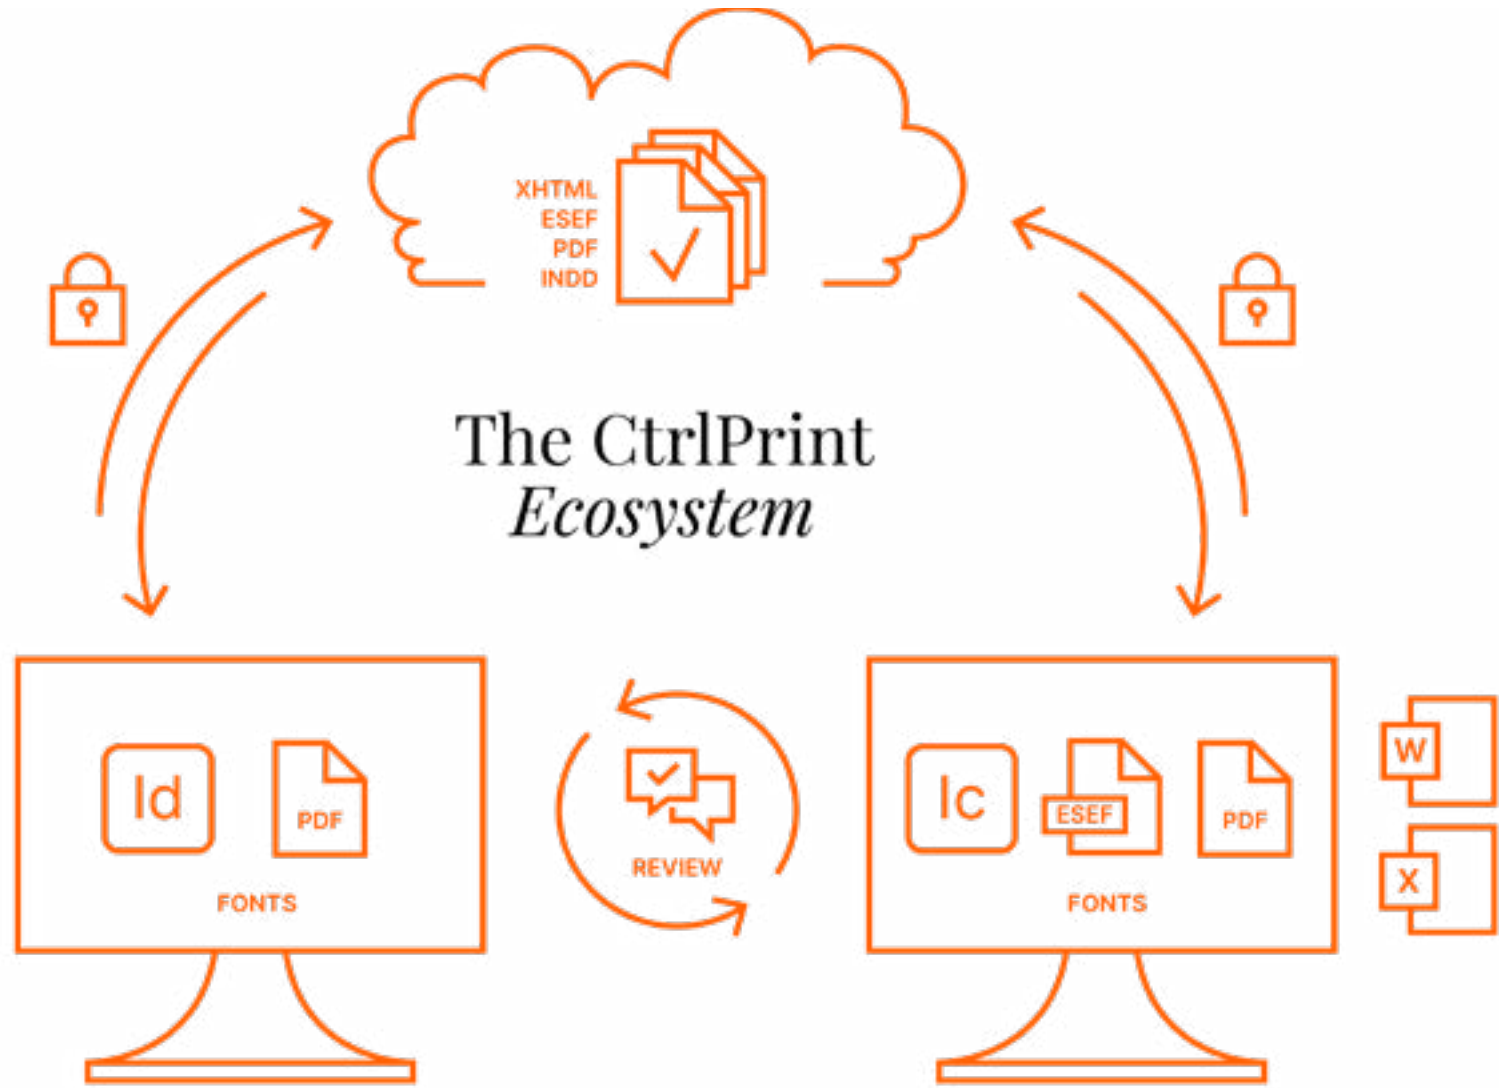 XHTML
ESEF
PDF
INDD
The CtrlPrint
Ecosystem
Id
PDF
FONTS
REVIEW
Ic
ESEF
PDF
FONTS
W
X